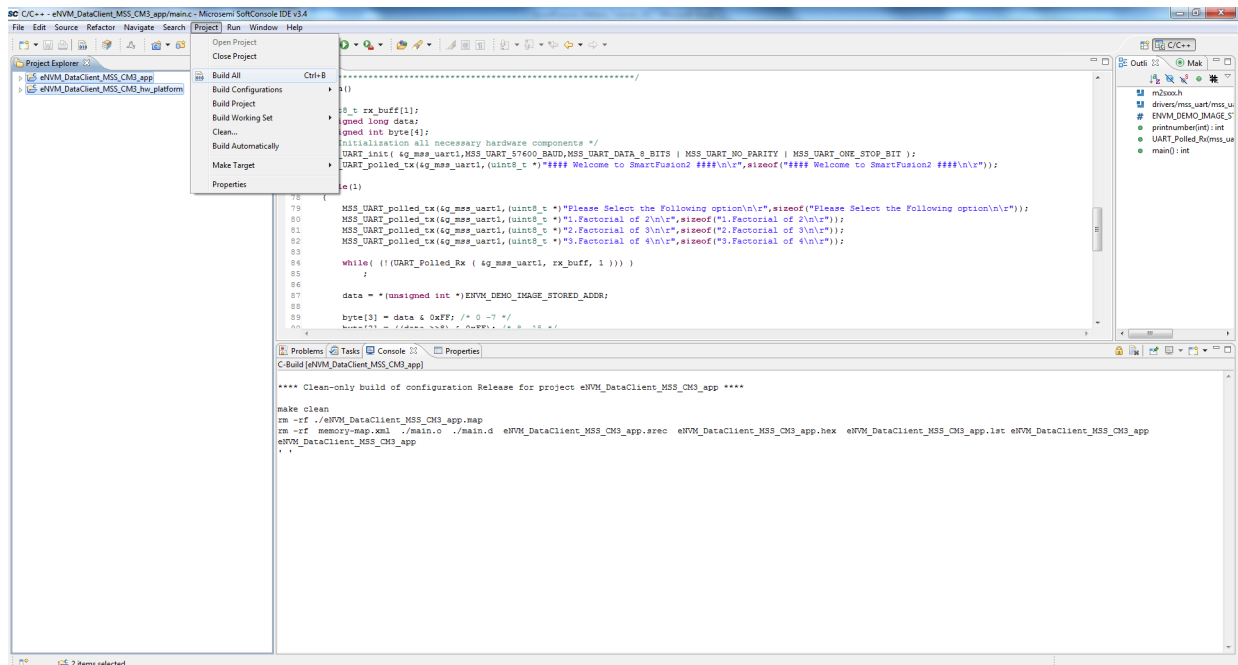 SC C/C++ - eNVM_DataClient_MSS_CM3_app/main.c - Microsemi SoftConsole IDE v3.4
File Edit Source Refactor Navigate Search Project Run Window Help
Open Project
Close Project
Build All Ctrl+B
Build Configurations
Build Project
Build Working Set
Clean...
Build Automatically
Make Target
Properties
C/C++
Project Explorer
eNVM_DataClient_MSS_CM3_app
eNVM_DataClient_MSS_CM3_hw_platform
******************************************************/
n()
t8_t rx_buff[1];
igned long data;
igned int byte[4];
Initialization all necessary hardware components */
UART_init( &g_mss_uart1,MSS_UART_57600_BAUD,MSS_UART_DATA_8_BITS | MSS_UART_NO_PARITY | MSS_UART_ONE_STOP_BIT );
UART_polled_tx(&g_mss_uart1,(uint8_t *)"#### Welcome to SmartFusion2 ####\n\r",sizeof("#### Welcome to SmartFusion2 ####\n\r"));
le(1)
78 {
79 MSS_UART_polled_tx(&g_mss_uart1,(uint8_t *)"Please Select the Following option\n\r",sizeof("Please Select the Following option\n\r"));
80 MSS_UART_polled_tx(&g_mss_uart1,(uint8_t *)"1.Factorial of 2\n\r",sizeof("1.Factorial of 2\n\r"));
81 MSS_UART_polled_tx(&g_mss_uart1,(uint8_t *)"2.Factorial of 3\n\r",sizeof("2.Factorial of 3\n\r"));
82 MSS_UART_polled_tx(&g_mss_uart1,(uint8_t *)"3.Factorial of 4\n\r",sizeof("3.Factorial of 4\n\r"));
83
84 while( (!(UART_Polled_Rx ( &g_mss_uart1, rx_buff, 1 ))) )
85 ;
86
87 data = *(unsigned int *)ENVM_DEMO_IMAGE_STORED_ADDR;
88
89 byte[3] = data & 0xFF; /* 0 -7 */
Outli Mak
m2sxxx.h
drivers/mss_uart/mss_u
ENVM_DEMO_IMAGE_S
printnumber(int) : int
UART_Polled_Rx(mss_ua
main() : int
Problems Tasks Console Properties
C-Build [eNVM_DataClient_MSS_CM3_app]
**** Clean-only build of configuration Release for project eNVM_DataClient_MSS_CM3_app ****
make clean
rm -rf ./eNVM_DataClient_MSS_CM3_app.map
rm -rf memory-map.xml ./main.o ./main.d eNVM_DataClient_MSS_CM3_app.srec eNVM_DataClient_MSS_CM3_app.hex eNVM_DataClient_MSS_CM3_app.lst eNVM_DataClient_MSS_CM3_app
eNVM_DataClient_MSS_CM3_app
' '
2 items selected